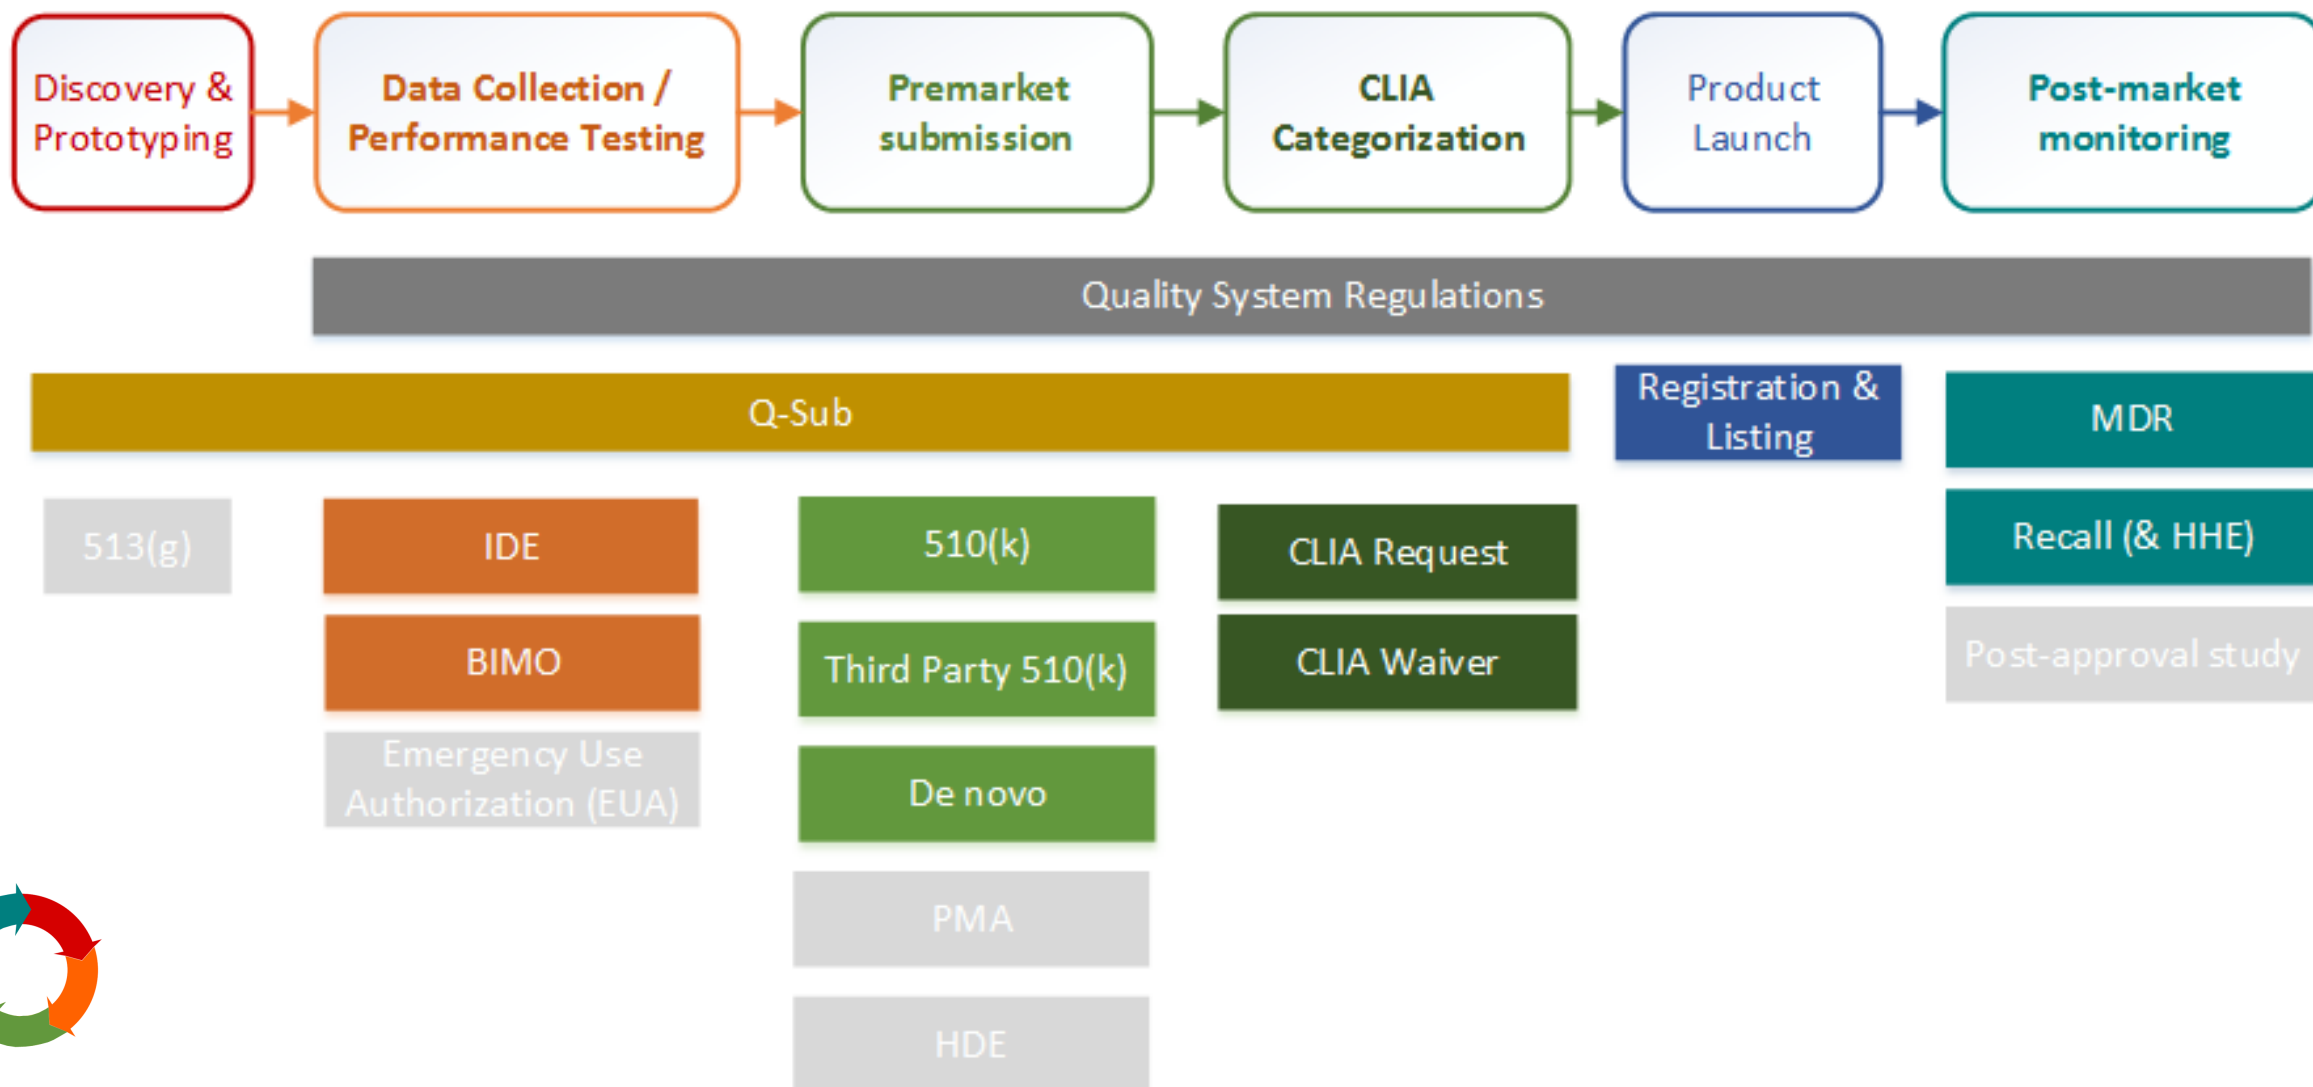 Discovery &
Prototyping
Data Collection /
Performance Testing
Premarket
submission
CLIA
Categorization
Product
Launch
Post-market
monitoring
Quality System Regulations
Q-Sub
Registration &
Listing
MDR
513(g)
IDE
510(k)
CLIA Request
Recall (& HHE)
BIMO
Third Party 510(k)
CLIA Waiver
Post-approval study
Emergency Use
Authorization (EUA)
De novo
PMA
HDE